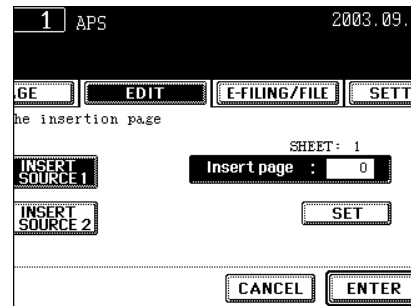 1 APS 2003.09.
GE EDIT E-FILING/FILE SETT
he insertion page
SHEET: 1
INSERT SOURCE 1 Insert page : 0
INSERT SOURCE 2 SET
CANCEL ENTER